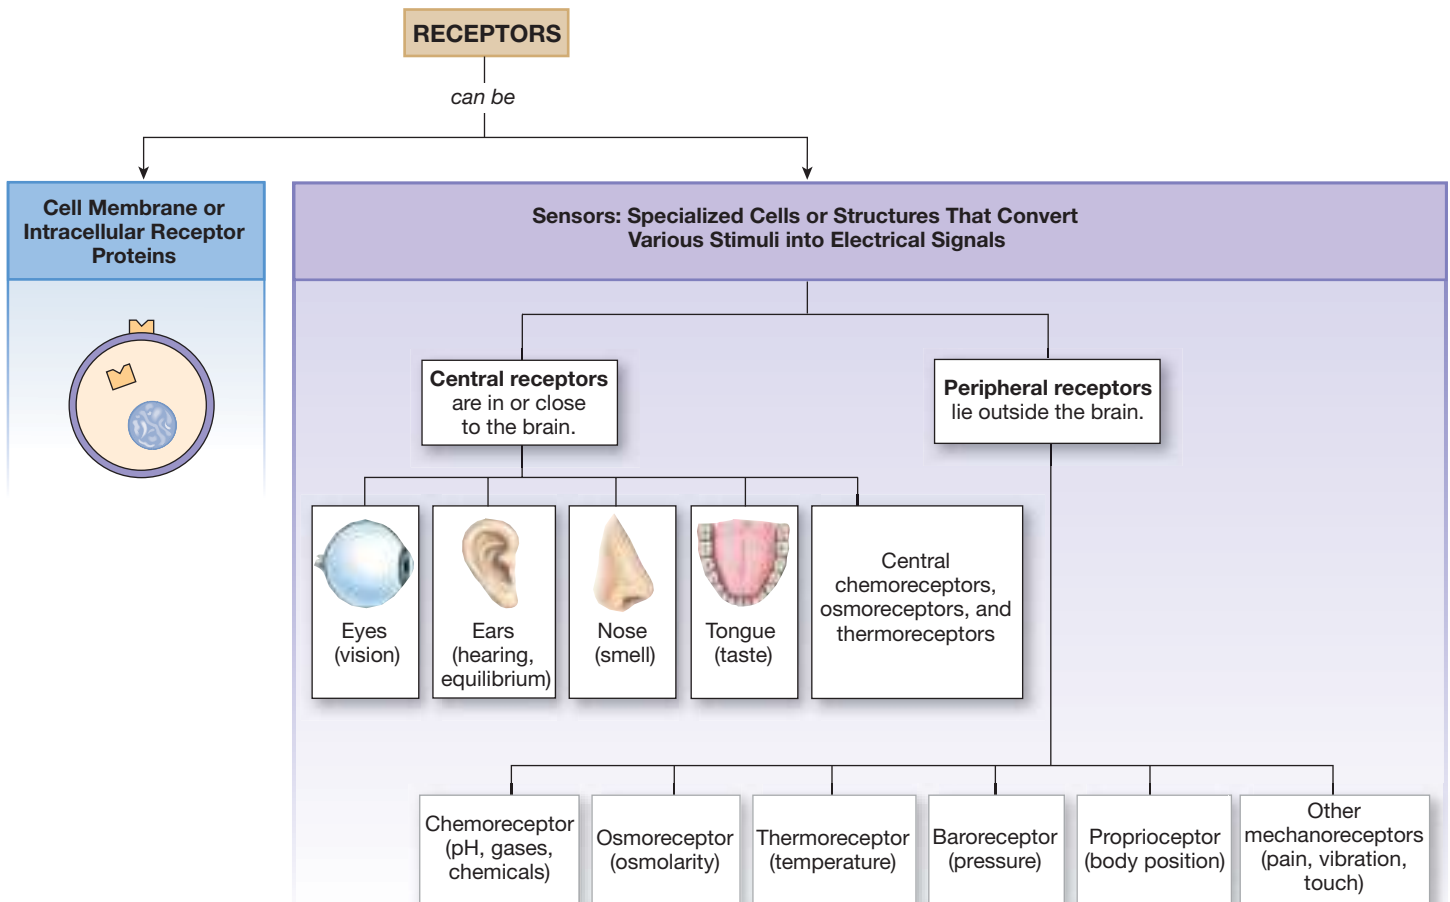 RECEPTORS
can be
Cell Membrane or
Intracellular Receptor
Proteins
Sensors: Specialized Cells or Structures That Convert
Various Stimuli into Electrical Signals
Central receptors
are in or close
to the brain.
Peripheral receptors
lie outside the brain.
Eyes
(vision)
Ears
(hearing,
equilibrium)
Nose
(smell)
Tongue
(taste)
Central
chemoreceptors,
osmoreceptors, and
thermoreceptors
Chemoreceptor
(pH, gases,
chemicals)
Osmoreceptor
(osmolarity)
Thermoreceptor
(temperature)
Baroreceptor
(pressure)
Proprioceptor
(body position)
Other
mechanoreceptors
(pain, vibration,
touch)